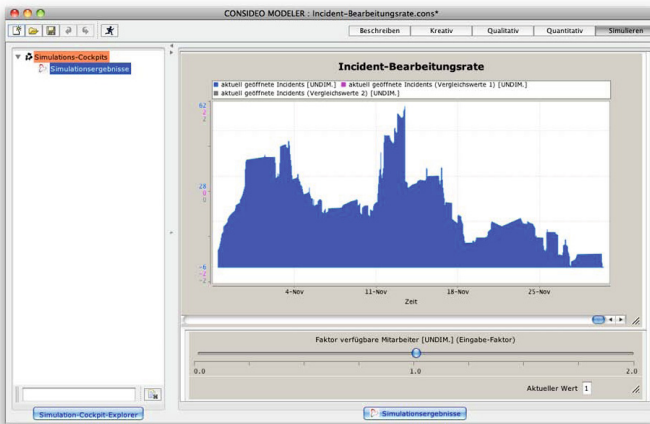 CONSIDEO MODELER : Incident-Bearbeitungsrate.cons*
Beschreiben Kreativ Qualitativ Quantitativ Simulieren
Simulations-Cockpits
Simulationsergebnisse
Incident-Bearbeitungsrate
aktuell geöffnete Incidents [UNDIM.] aktuell geöffnete Incidents (Vergleichswerte 1) [UNDIM.]
aktuell geöffnete Incidents (Vergleichswerte 2) [UNDIM.]
62
2
2
28
0
0
-6
-2
-2
4-Nov 11-Nov 18-Nov 25-Nov
Zeit
Faktor verfügbare Mitarbeiter [UNDIM.] (Eingabe-Faktor)
0.0 1.0 2.0
Aktueller Wert 1
Simulation-Cockpit-Explorer
Simulationsergebnisse